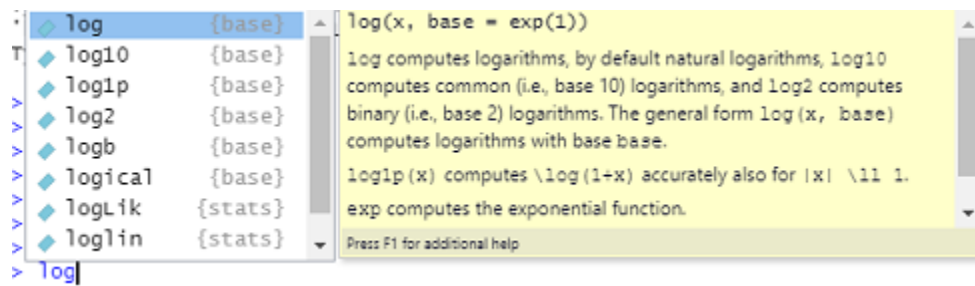 log {base}
log10 {base}
log1p {base}
log2 {base}
logb {base}
logical {base}
logLik {stats}
loglin {stats}
> log
log(x, base = exp(1))
log computes logarithms, by default natural logarithms, log10
computes common (i.e., base 10) logarithms, and log2 computes
binary (i.e., base 2) logarithms. The general form log(x, base)
computes logarithms with base base.
log1p(x) computes \log(1+x) accurately also for |x| \ll 1.
exp computes the exponential function.
Press F1 for additional help
T
>
>
>
>
>
>
>